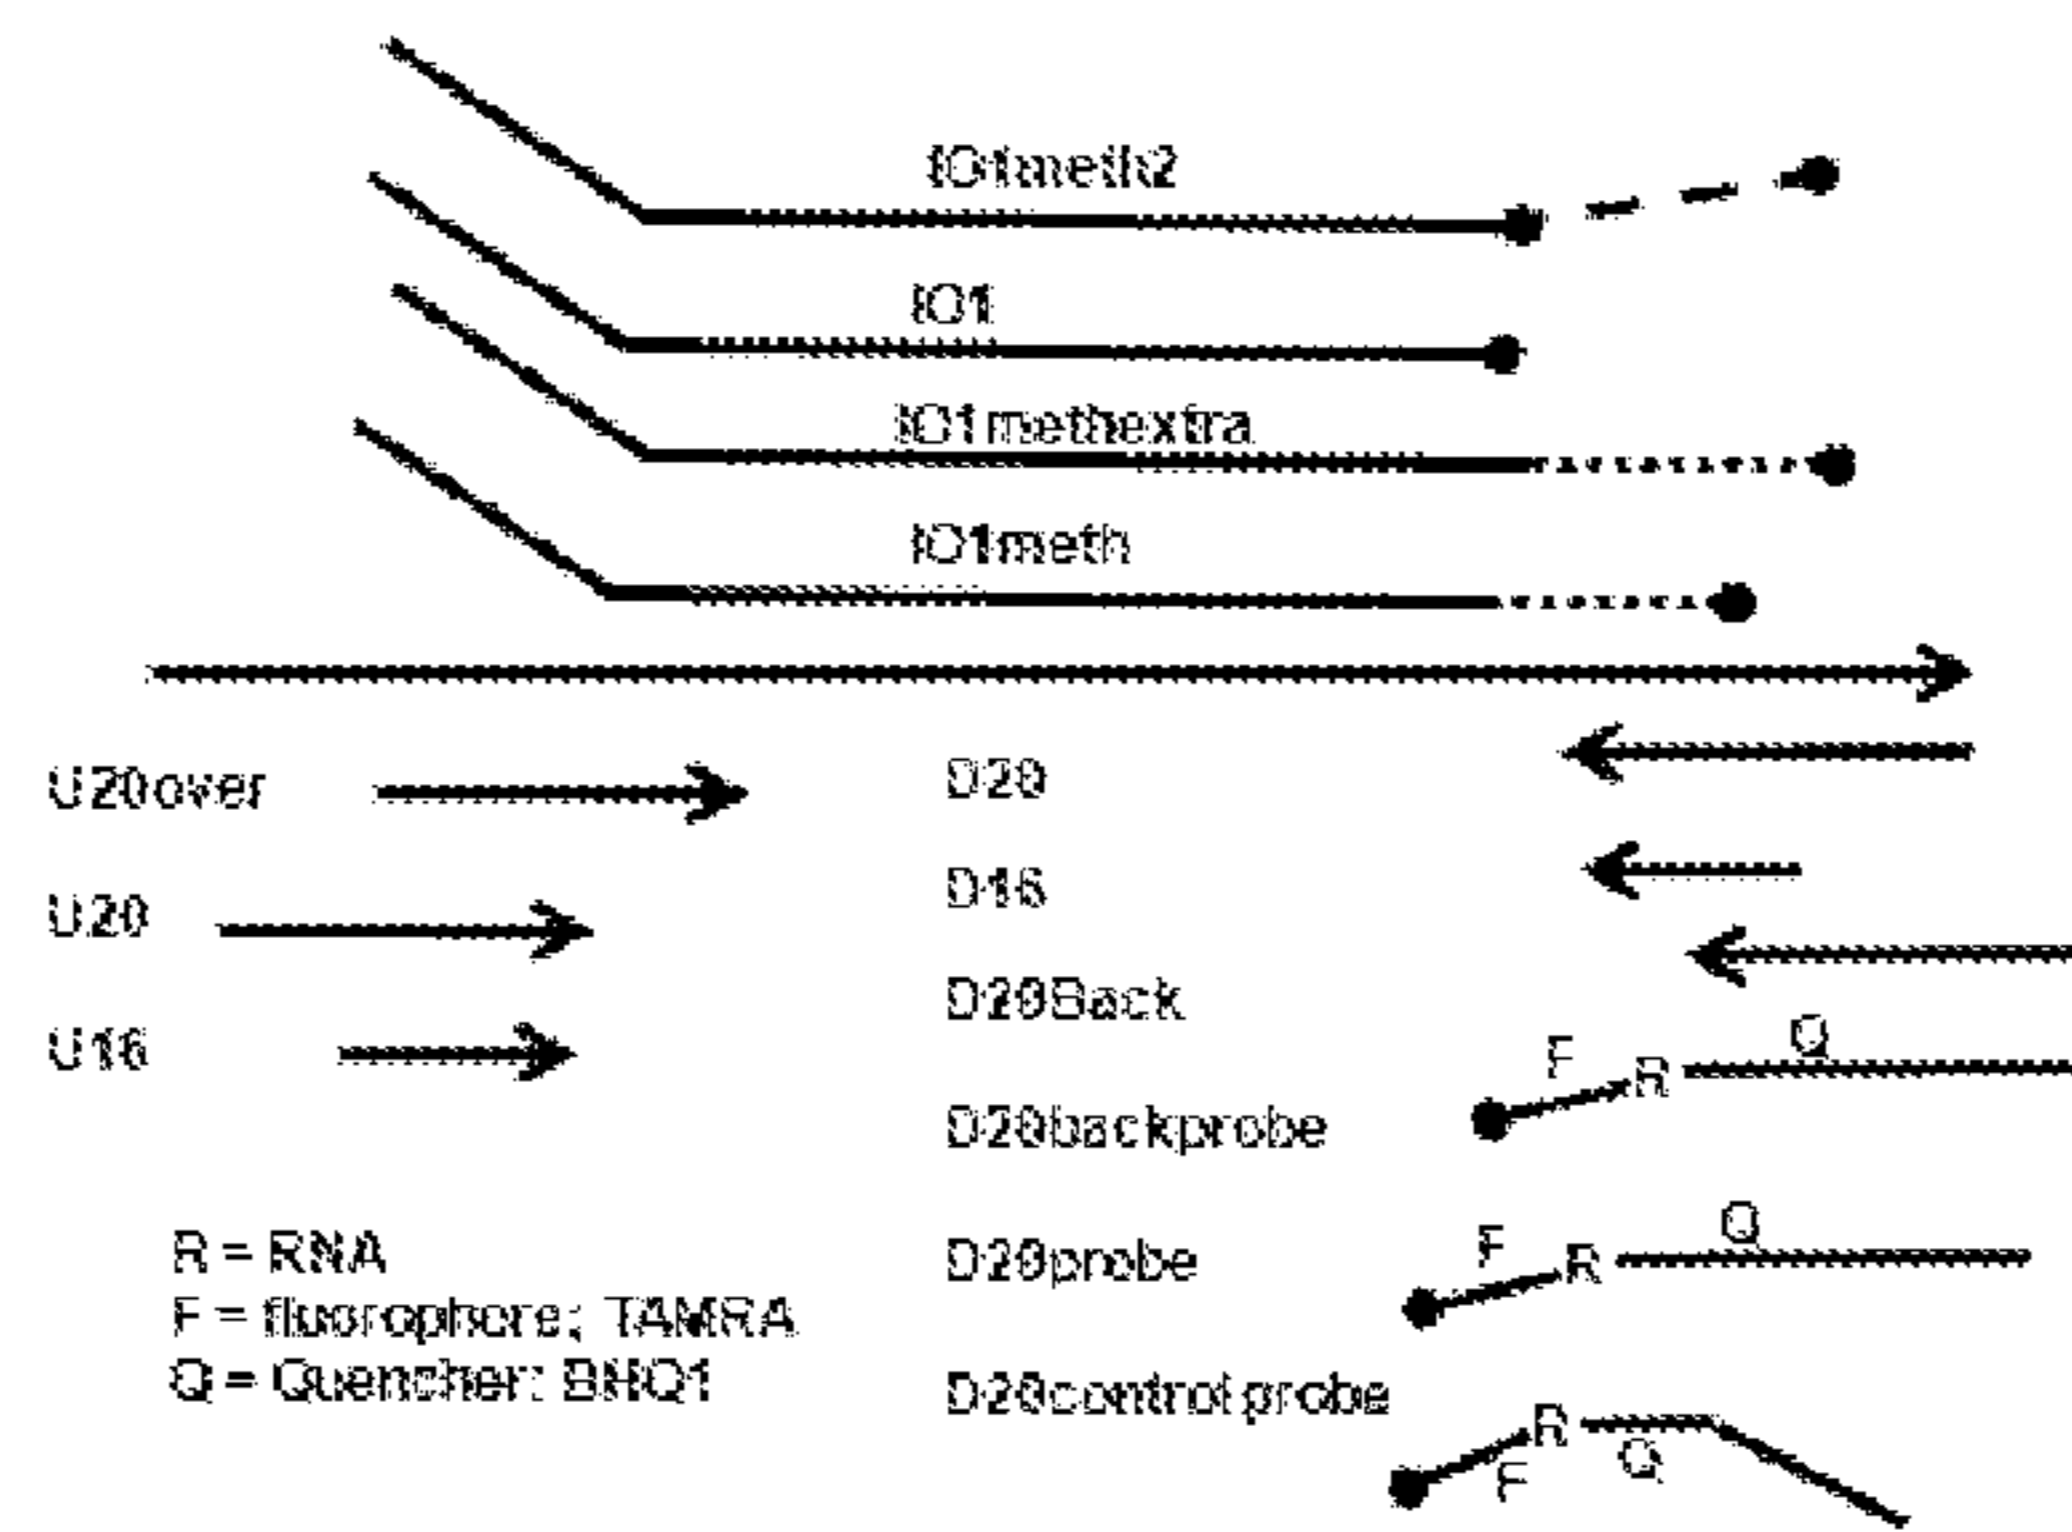 IO1meth2
IO1
IO1methextra
IO1meth
U20over
D20
U20
D16
D20Back
U16
F R Q
D20backprobe
R = RNA
F R Q
D20probe
F = fluorophore; TAMRA
Q = Quencher: BHQ1
D20control probe
R
F Q